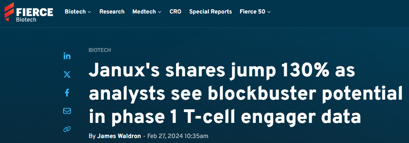 FIERCE
Biotech
Biotech Research Medtech CRO Special Reports Fierce 50
BIOTECH
Janux's shares jump 130% as
analysts see blockbuster potential
in phase 1 T-cell engager data
By James Waldron · Feb 27, 2024 10:35am